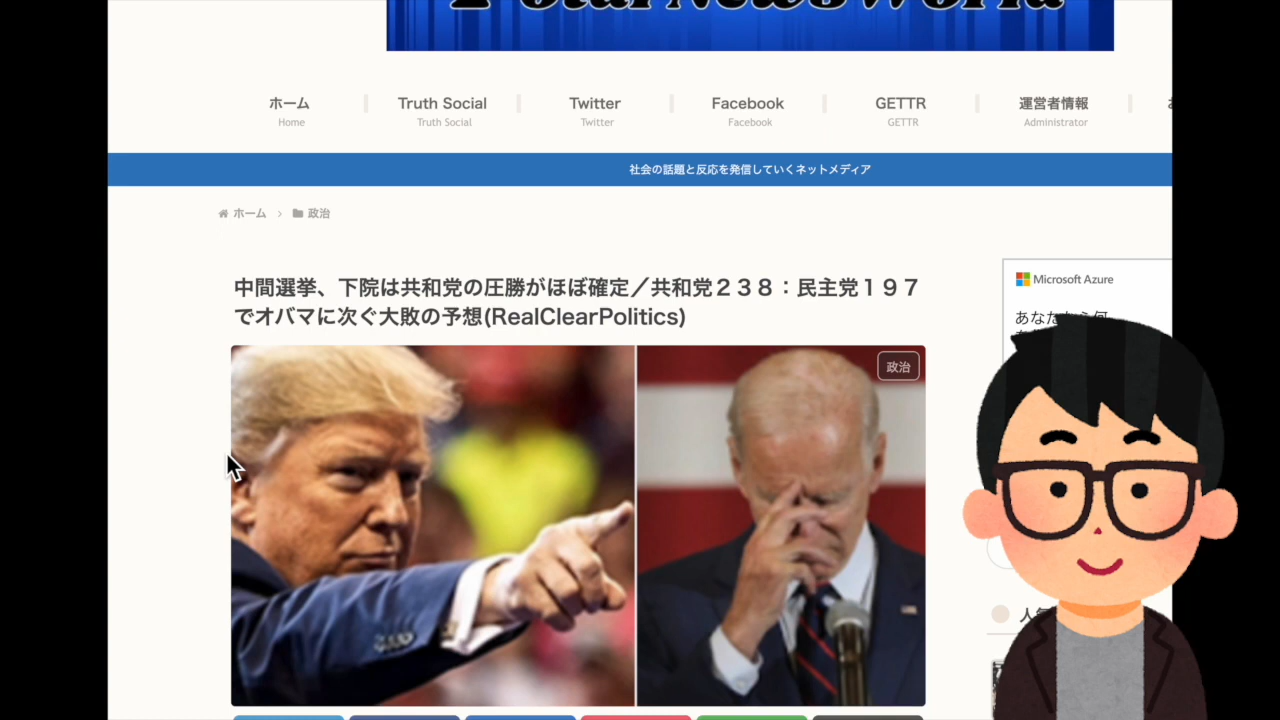 ホーム
Home
Truth Social
Truth Social
Twitter
Twitter
Facebook
Facebook
GETTR
GETTR
運営者情報
Administrator
社会の話題と反応を発信していくネットメディア
ホーム
政治
中間選挙、下院は共和党の圧勝がほぼ確定／共和党２３８：民主党１９７
でオバマに次ぐ大敗の予想(RealClearPolitics)
政治
Microsoft Azure